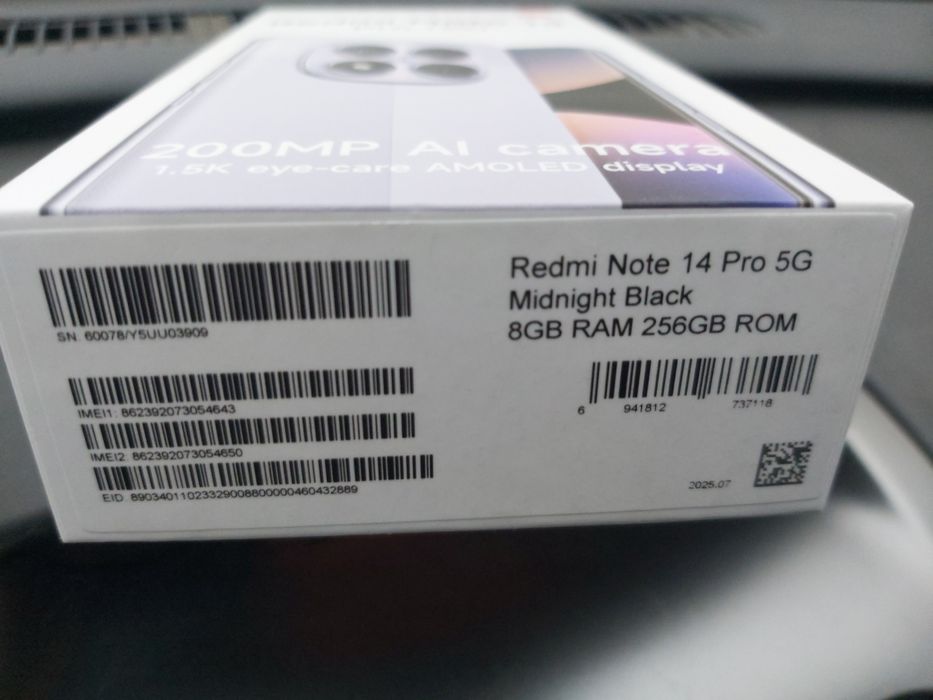 200MP AI camera
1.5K eye-care AMOLED display
SN: 60078/Y5UU03909
IMEI1: 862392073054643
IMEI2: 862392073054650
EID: 89034011023329008800000460432889
Redmi Note 14 Pro 5G
Midnight Black
8GB RAM 256GB ROM
6 941812 737118
2025.07